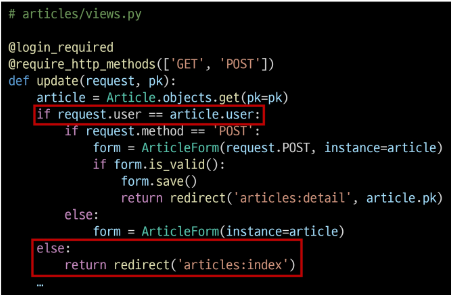 # articles/views.py

@login_required
@require_http_methods(['GET', 'POST'])
def update(request, pk):
    article = Article.objects.get(pk=pk)
    if request.user == article.user:
        if request.method == 'POST':
            form = ArticleForm(request.POST, instance=article)
            if form.is_valid():
                form.save()
                return redirect('articles:detail', article.pk)
        else:
            form = ArticleForm(instance=article)
    else:
        return redirect('articles:index')
    …